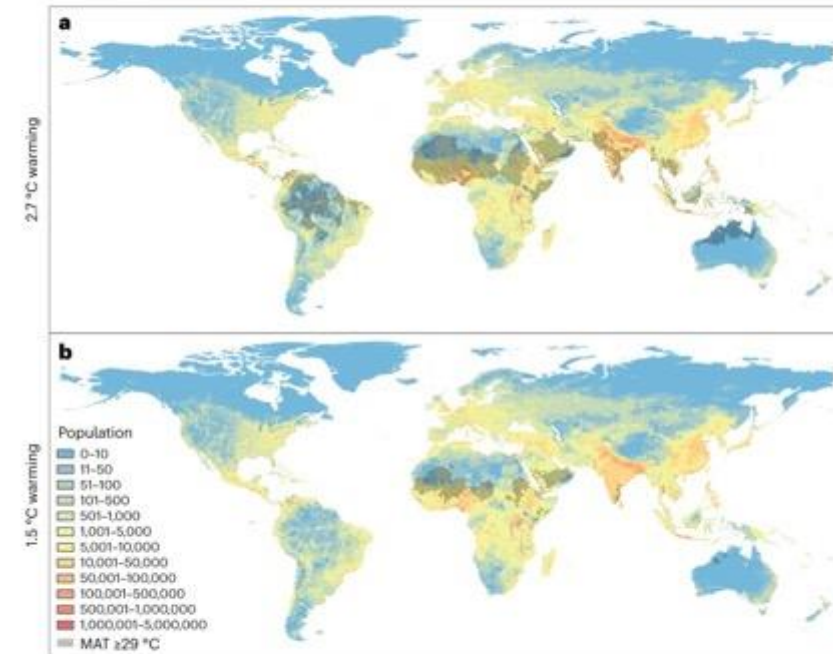 a
2.7 °C warming
b
1.5 °C warming
Population
0–10
11–50
51–100
101–500
501–1,000
1,001–5,000
5,001–10,000
10,001–50,000
50,001–100,000
100,001–500,000
500,001–1,000,000
1,000,001–5,000,000
MAT ≥29 °C